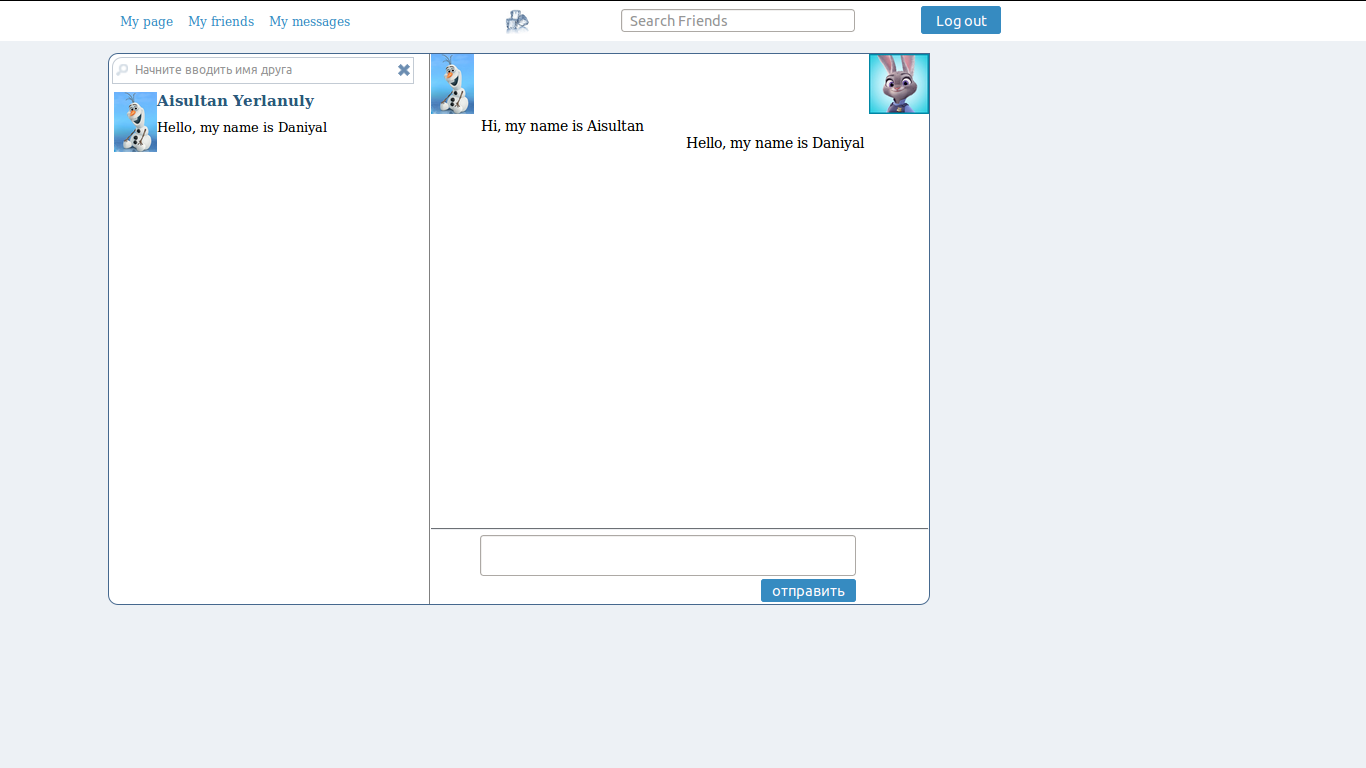 My page My friends My messages Search Friends Log out
Начните вводить имя друга
Aisultan Yerlanuly
Hello, my name is Daniyal
Hi, my name is Aisultan
Hello, my name is Daniyal
отправить